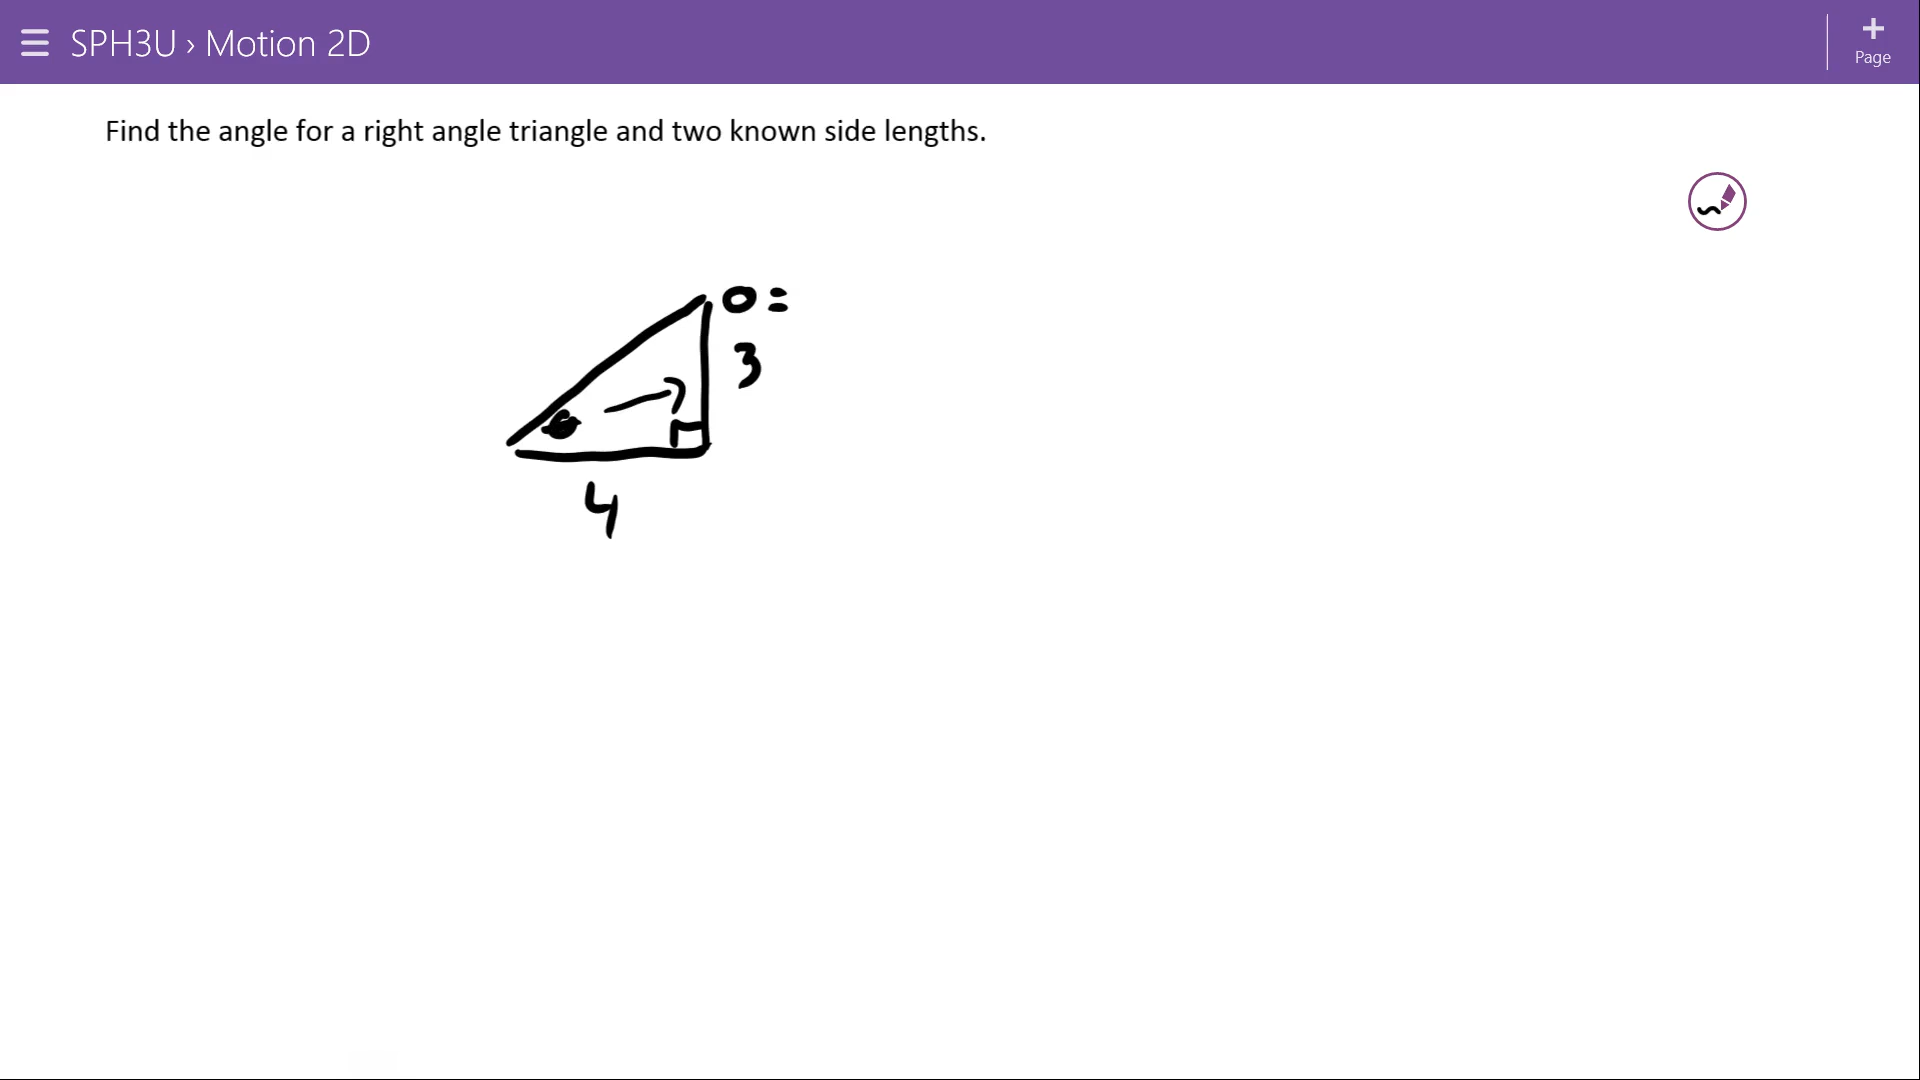 SPH3U › Motion 2D
Page
Find the angle for a right angle triangle and two known side lengths.
O =
3
θ
?
4